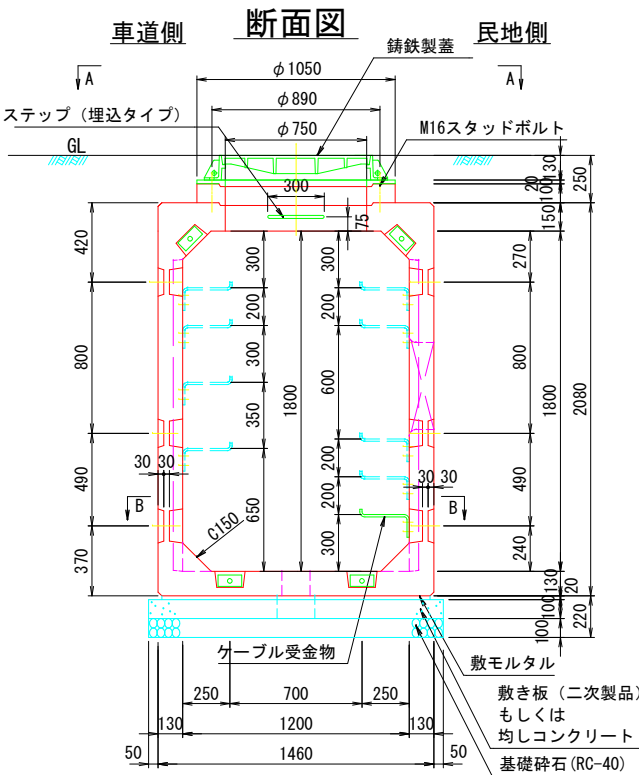 断面図
車道側
民地側
鋳鉄製蓋
A
A
φ1050
φ890
φ750
ステップ（埋込タイプ）
M16スタッドボルト
GL
300
75
130
20
100
150
250
420
800
490
370
30 30
B
300
200
300
350
650
1800
300
200
600
200
200
300
270
800
490
240
30 30
B
1800
130
2080
20
100
100
220
C150
ケーブル受金物
敷モルタル
敷き板（二次製品）
もしくは
均しコンクリート
基礎砕石(RC-40)
250 700 250
130 1200 130
50 1460 50